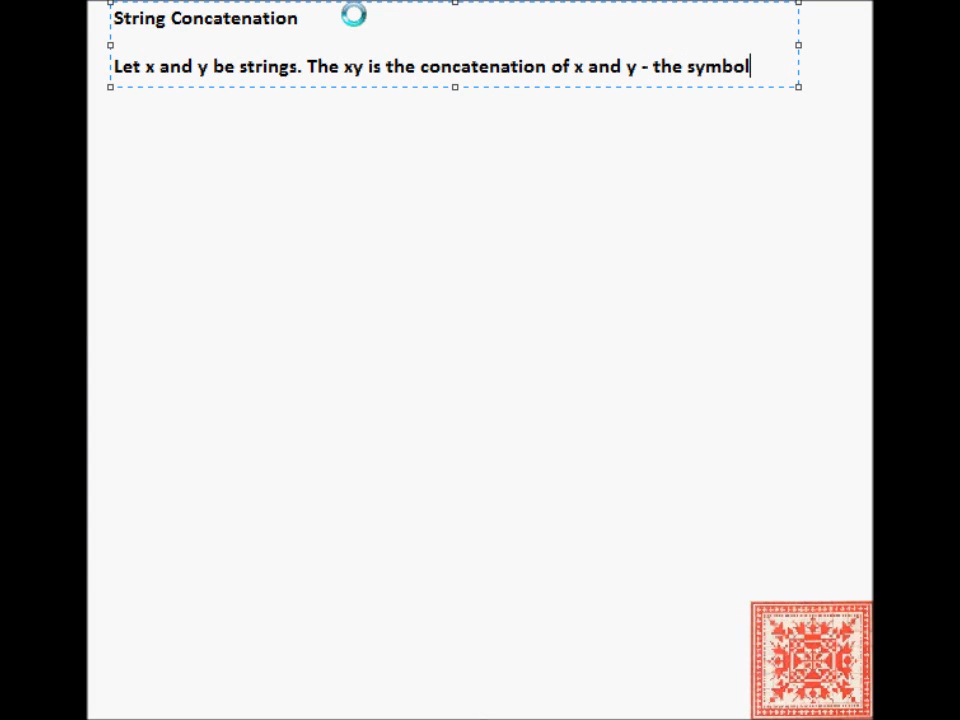 String Concatenation
Let x and y be strings. The xy is the concatenation of x and y - the symbol